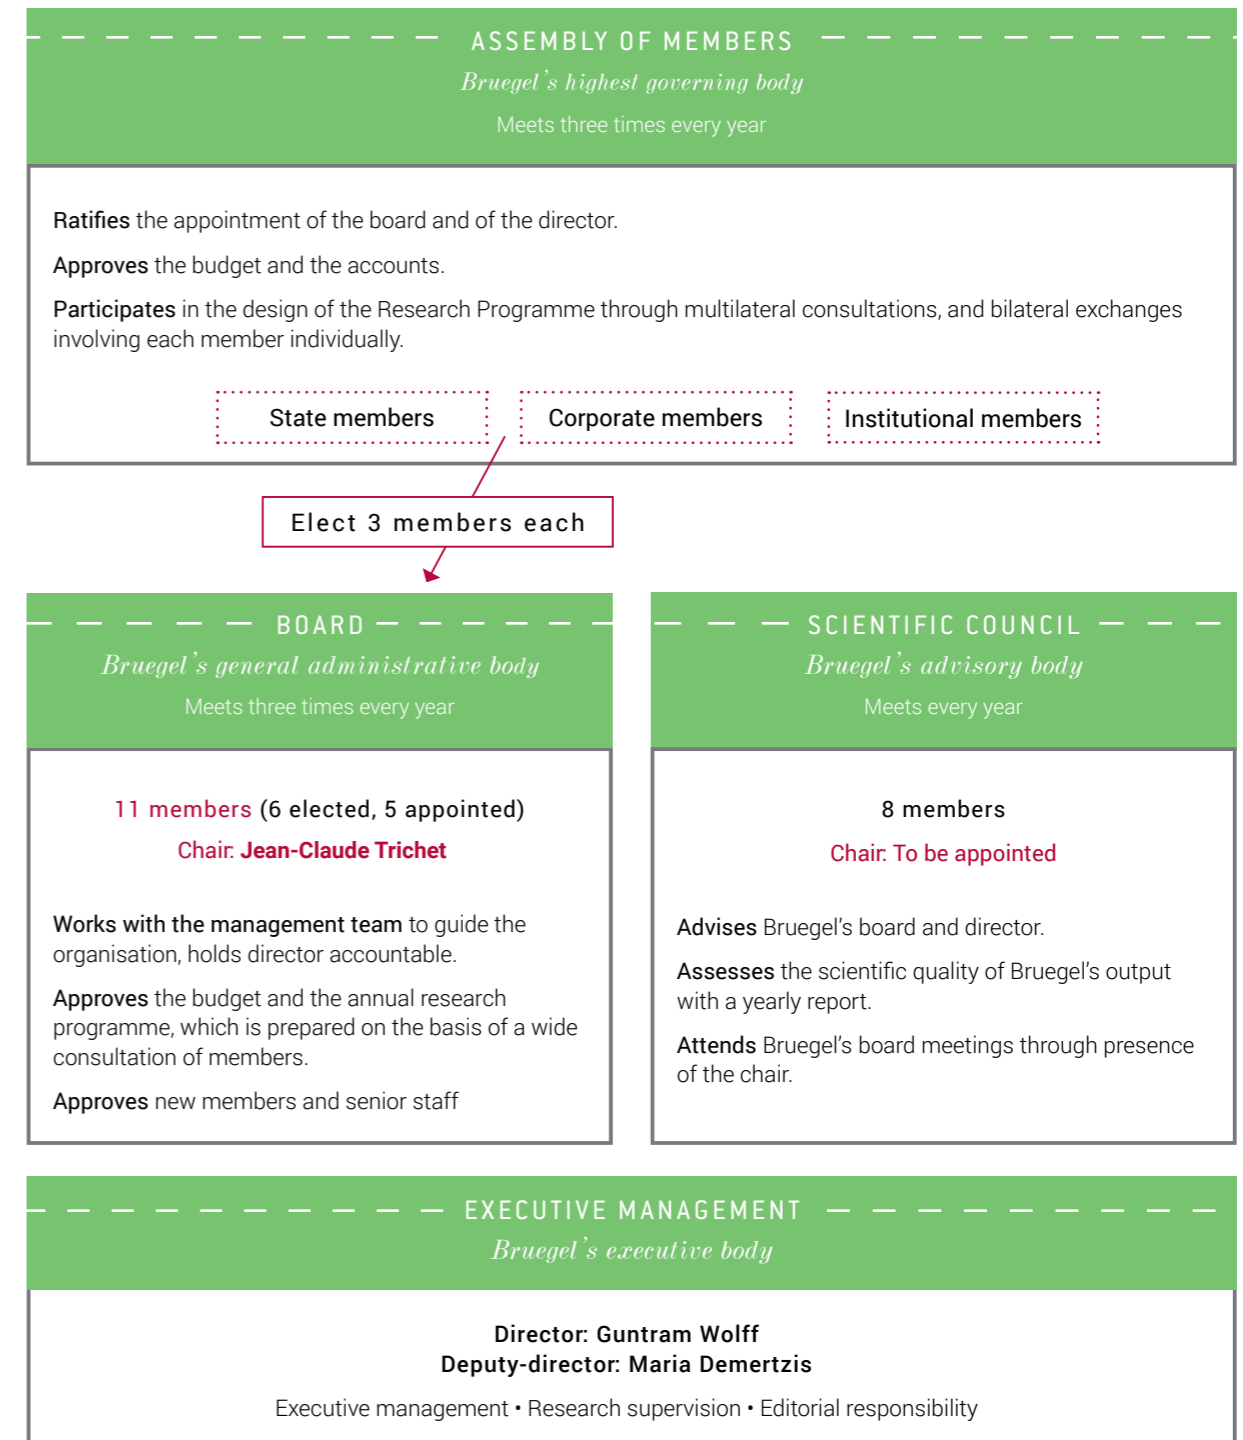 ASSEMBLY OF MEMBERS
Bruegel's highest governing body
Meets three times every year
Ratifies the appointment of the board and of the director.
Approves the budget and the accounts.
Participates in the design of the Research Programme through multilateral consultations, and bilateral exchanges
involving each member individually.
State members
Corporate members
Institutional members
Elect 3 members each
BOARD
Bruegel's general administrative body
Meets three times every year
11 members (6 elected, 5 appointed)
Chair: Jean-Claude Trichet
Works with the management team to guide the
organisation, holds director accountable.
Approves the budget and the annual research
programme, which is prepared on the basis of a wide
consultation of members.
Approves new members and senior staff
SCIENTIFIC COUNCIL
Bruegel's advisory body
Meets every year
8 members
Chair: To be appointed
Advises Bruegel's board and director.
Assesses the scientific quality of Bruegel's output
with a yearly report.
Attends Bruegel's board meetings through presence
of the chair.
EXECUTIVE MANAGEMENT
Bruegel's executive body
Director: Guntram Wolff
Deputy-director: Maria Demertzis
Executive management • Research supervision • Editorial responsibility